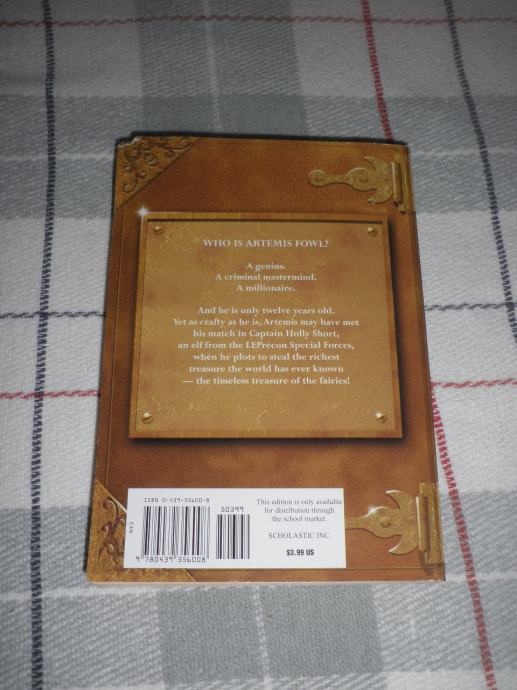 WHO IS ARTEMIS FOWL?
A genius.
A criminal mastermind.
A millionaire.
And he is only twelve years old.
Yet as crafty as he is, Artemis may have met
his match in Captain Holly Short,
an elf from the LEPrecon Special Forces,
when he plots to steal the richest
treasure the world has ever known
— the timeless treasure of the fairies!
ISBN 0-439-35600-8
50399
EAN
9 780439 356008
This edition is only available
for distribution through
the school market.
SCHOLASTIC INC.
$3.99 US